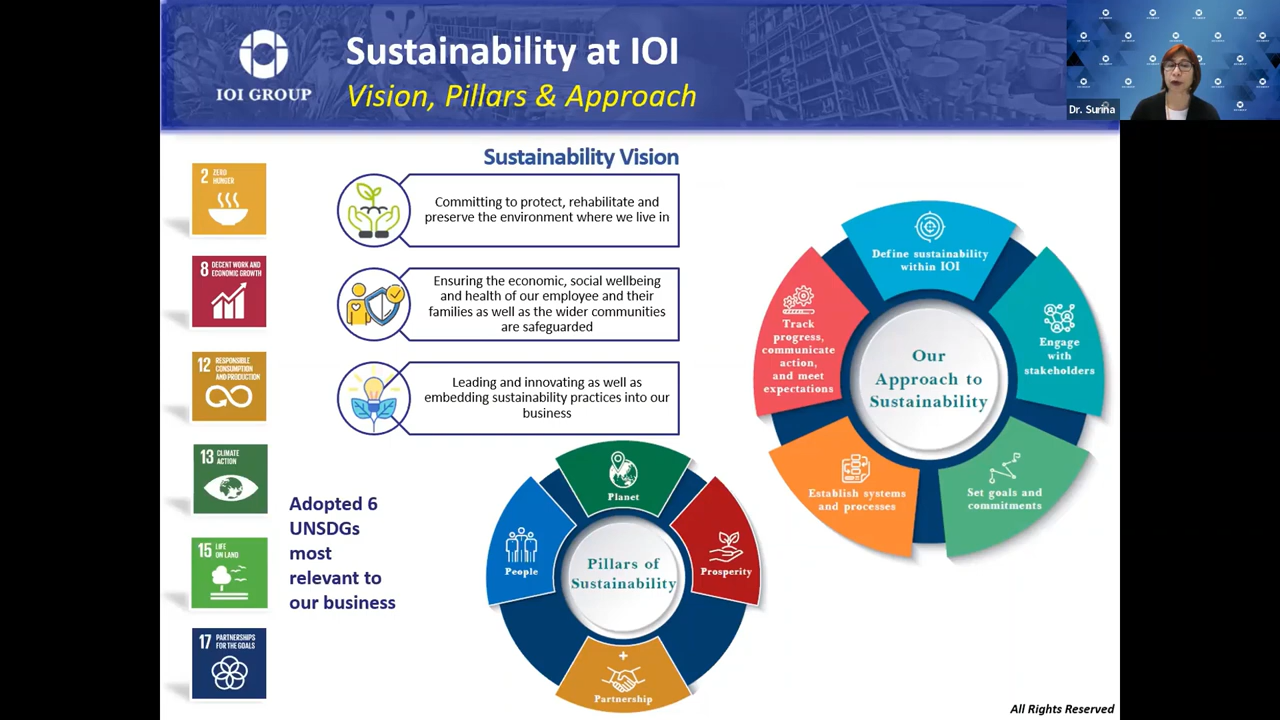 Sustainability at IOI
IOI GROUP
Vision, Pillars & Approach
Dr. Surina
Sustainability Vision
2 ZERO
HUNGER
Committing to protect, rehabilitate and
preserve the environment where we live in
8 DECENT WORK AND
ECONOMIC GROWTH
Ensuring the economic, social wellbeing
and health of our employee and their
families as well as the wider communities
are safeguarded
12 RESPONSIBLE
CONSUMPTION
AND PRODUCTION
Leading and innovating as well as
embedding sustainability practices into our
business
13 CLIMATE
ACTION
15 LIFE
ON LAND
17 PARTNERSHIPS
FOR THE GOALS
Adopted 6
UNSDGs
most
relevant to
our business
Pillars of
Sustainability
People
Planet
Prosperity
+
Partnership
Our
Approach to
Sustainability
Define sustainability
within IOI
Engage
with
stakeholders
Set goals and
commitments
Establish systems
and processes
Track
progress,
communicate
action,
and meet
expectations
All Rights Reserved